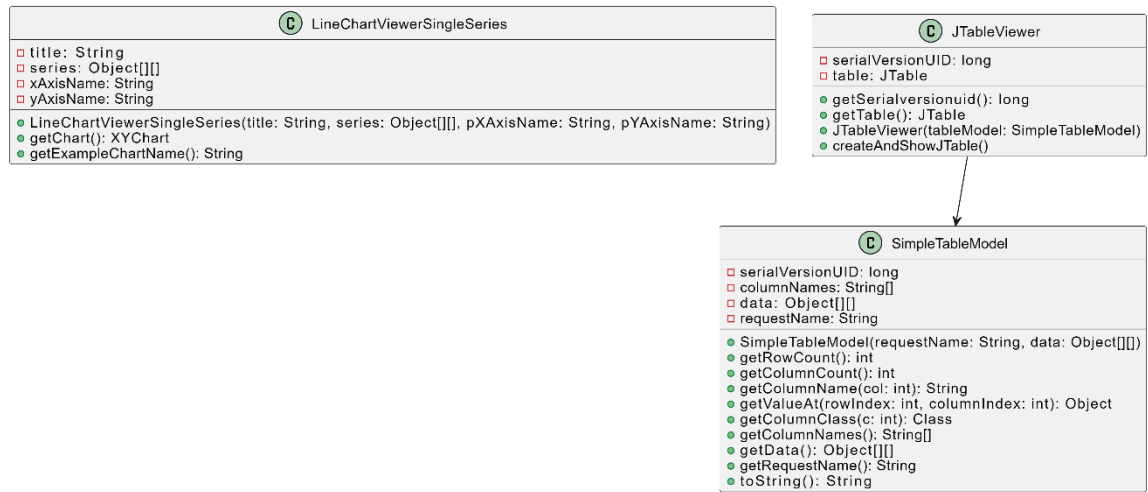 C LineChartViewerSingleSeries
title: String
series: Object[][]
xAxisName: String
yAxisName: String
LineChartViewerSingleSeries(title: String, series: Object[][], pXAxisName: String, pYAxisName: String)
getChart(): XYChart
getExampleChartName(): String
C JTableViewer
serialVersionUID: long
table: JTable
getSerialversionuid(): long
getTable(): JTable
JTableViewer(tableModel: SimpleTableModel)
createAndShowJTable()
C SimpleTableModel
serialVersionUID: long
columnNames: String[]
data: Object[][]
requestName: String
SimpleTableModel(requestName: String, data: Object[][])
getRowCount(): int
getColumnCount(): int
getColumnName(col: int): String
getValueAt(rowIndex: int, columnIndex: int): Object
getColumnClass(c: int): Class
getColumnNames(): String[]
getData(): Object[][]
getRequestName(): String
toString(): String